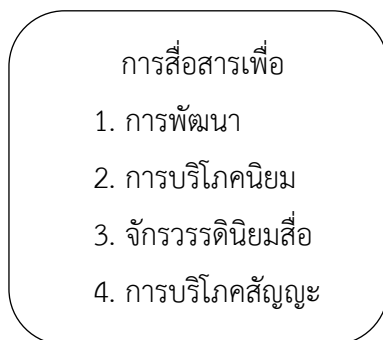 การสื่อสารเพื่อ
1. การพัฒนา
2. การบริโภคนิยม
3. จักรวรรดินิยมสื่อ
4. การบริโภคสัญญะ